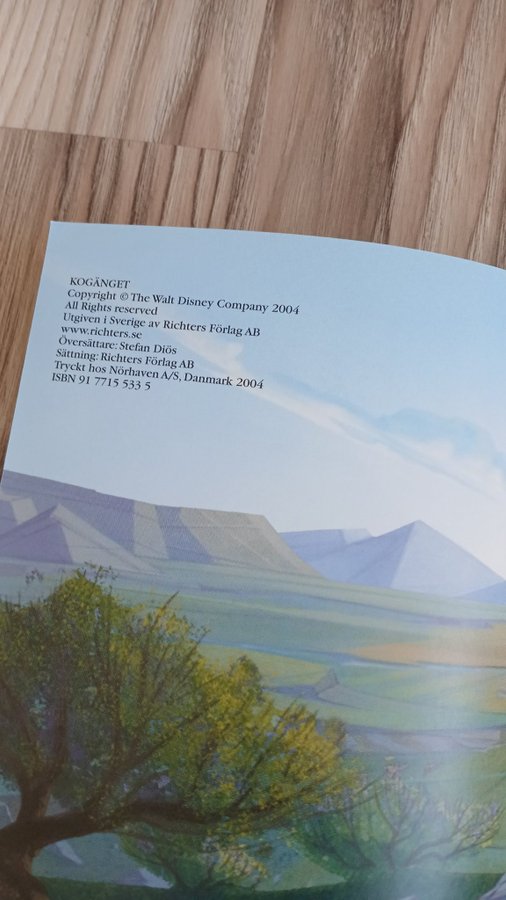 KOGÄNGET
Copyright © The Walt Disney Company 2004
All Rights reserved
Utgiven i Sverige av Richters Förlag AB
www.richters.se
Översättare: Stefan Diös
Sättning: Richters Förlag AB
Tryckt hos Nörhaven A/S, Danmark 2004
ISBN 91 7715 533 5